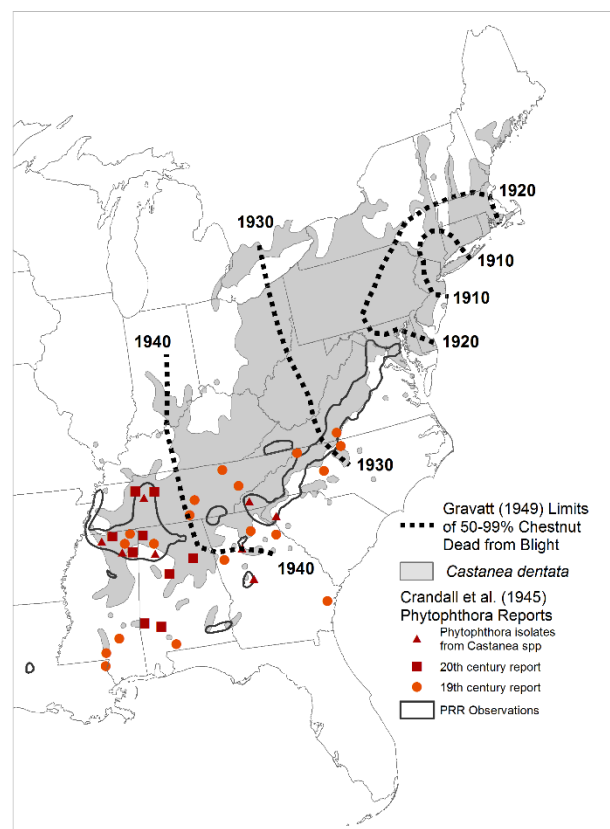 1920
1930
1910
1910
1940
1920
1930
1940
Gravatt (1949) Limits
of 50-99% Chestnut
Dead from Blight
Castanea dentata
Crandall et al. (1945)
Phytophthora Reports
Phytophthora isolates
from Castanea spp
20th century report
19th century report
PRR Observations